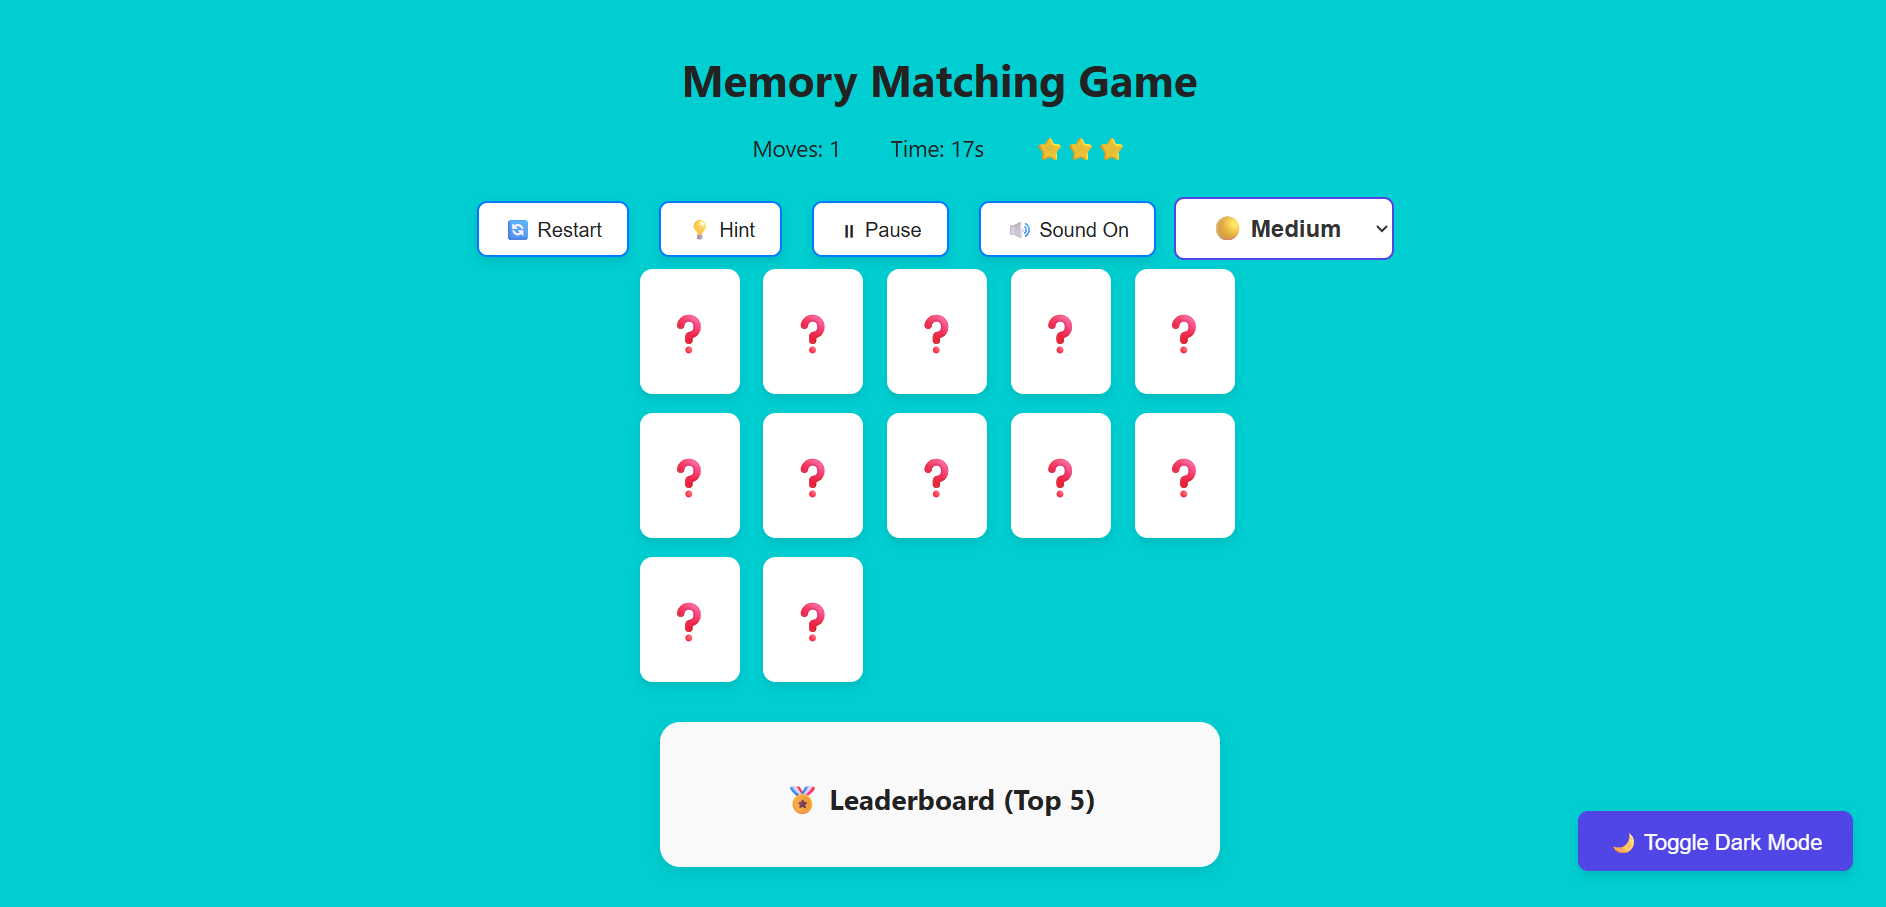 Memory Matching Game
Moves: 1 Time: 17s
Restart Hint Pause Sound On Medium
? ? ? ? ?
? ? ? ? ?
? ?
Leaderboard (Top 5)
Toggle Dark Mode